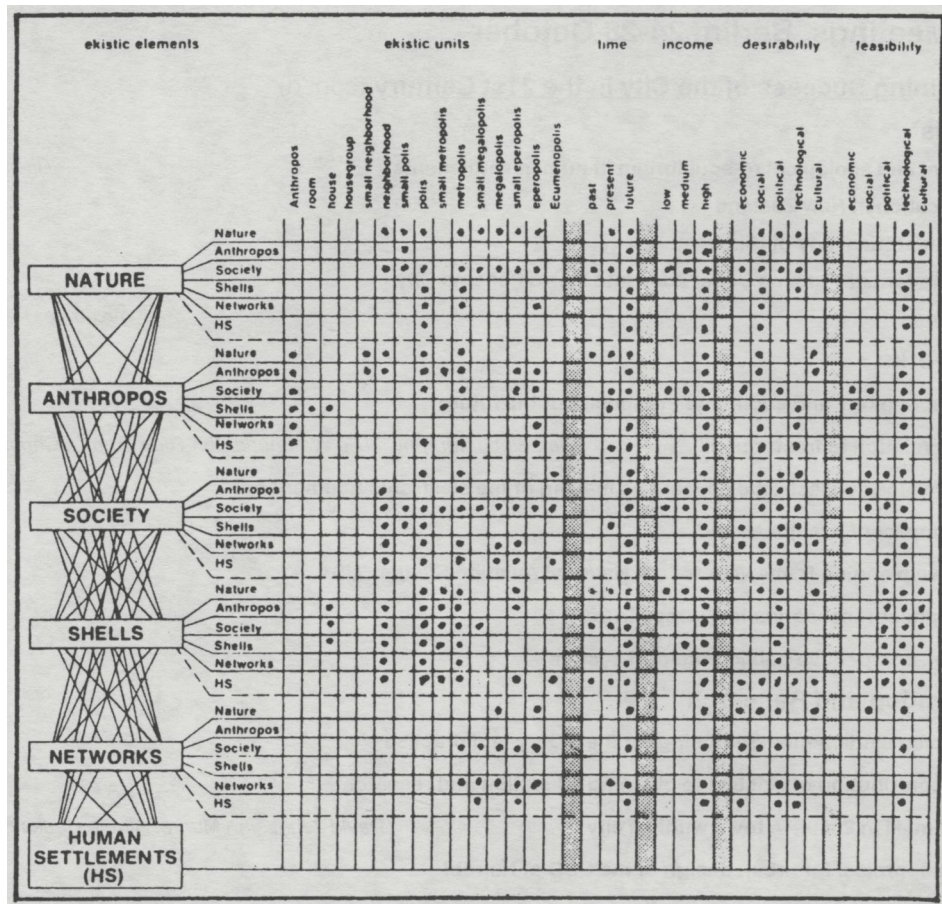 ekistic elements ekistic units time income desirability feasibility
Anthropos
room
house
housegroup
small neighborhood
neighborhood
small polis
polis
small metropolis
metropolis
small megalopolis
megalopolis
small eperopolis
eperopolis
Ecumenopolis
past
present
future
low
medium
high
economic
social
political
technological
cultural
economic
social
political
technological
cultural
NATURE
Nature
Anthropos
Society
Shells
Networks
HS
ANTHROPOS
Nature
Anthropos
Society
Shells
Networks
HS
SOCIETY
Nature
Anthropos
Society
Shells
Networks
HS
SHELLS
Nature
Anthropos
Society
Shells
Networks
HS
NETWORKS
Nature
Anthropos
Society
Shells
Networks
HS
HUMAN
SETTLEMENTS
(HS)